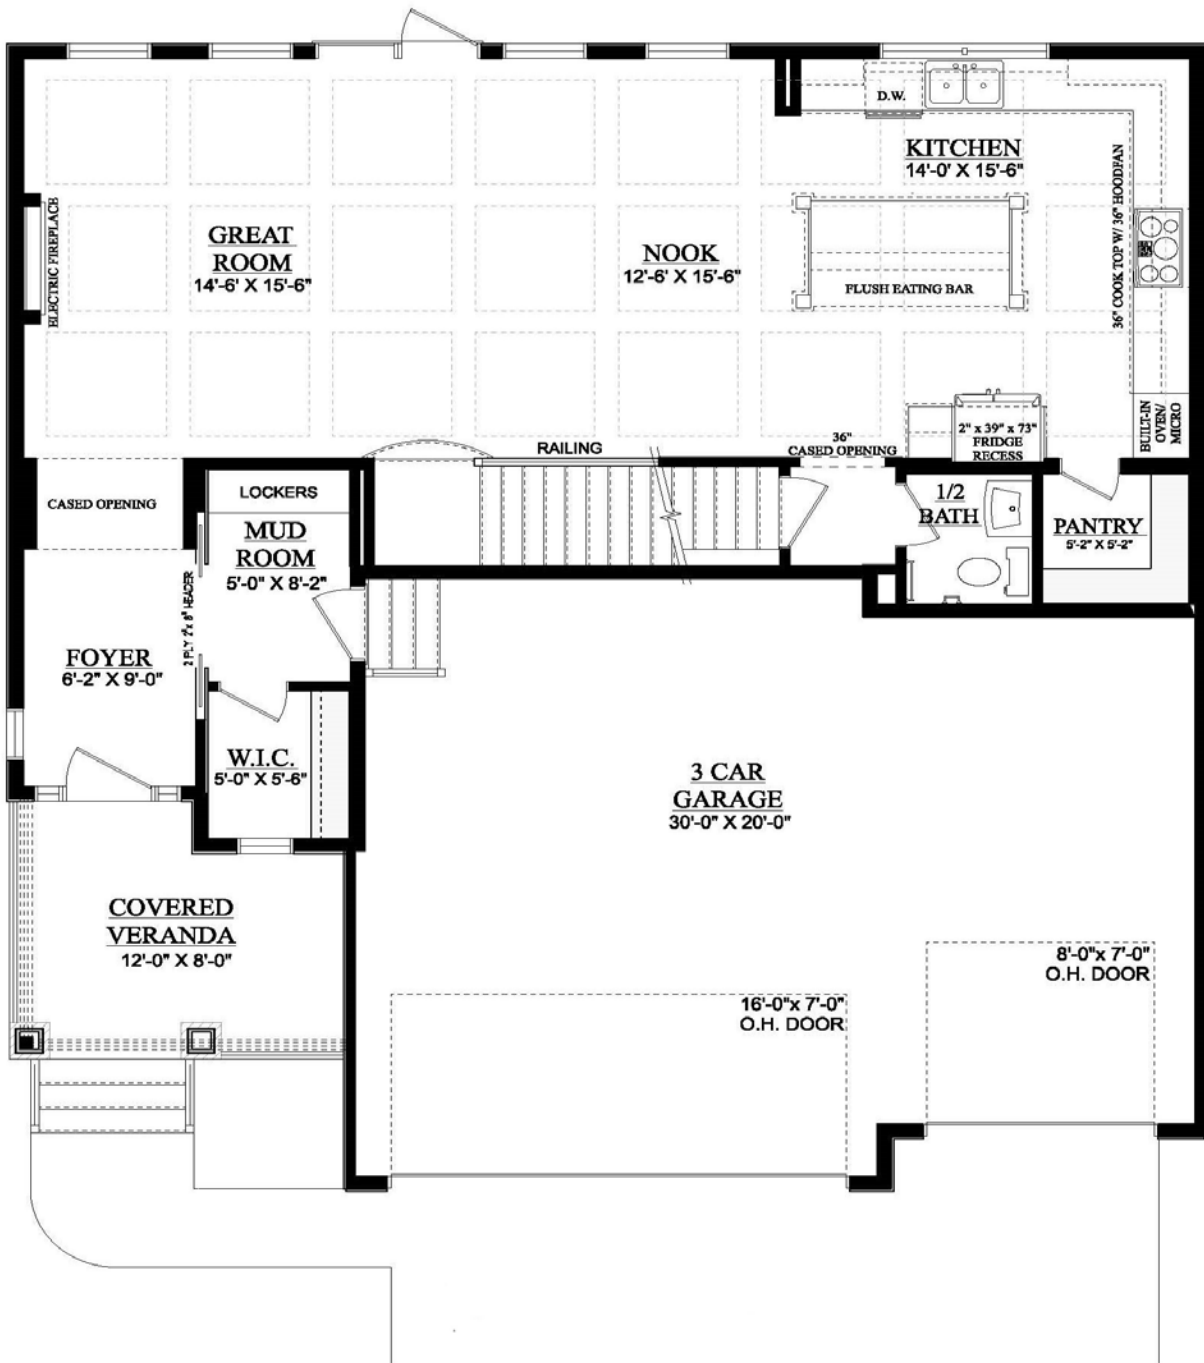 D.W.
KITCHEN
14'-0' X 15'-6"
36" COOK TOP W/ 36" HOODFAN
ELECTRIC FIREPLACE
GREAT
ROOM
14'-6' X 15'-6"
NOOK
12'-6' X 15'-6"
FLUSH EATING BAR
BUILT-IN
OVEN/
MICRO
2" x 39" x 73"
FRIDGE
RECESS
36"
CASED OPENING
RAILING
CASED OPENING
LOCKERS
MUD
ROOM
5'-0" X 8'-2"
1/2
BATH
PANTRY
5'-2" X 5'-2"
2 PLY 2"x 8" HEADER
FOYER
6'-2" X 9'-0"
W.I.C.
5'-0" X 5'-6"
3 CAR
GARAGE
30'-0" X 20'-0"
COVERED
VERANDA
12'-0" X 8'-0"
16'-0"x 7'-0"
O.H. DOOR
8'-0"x 7'-0"
O.H. DOOR